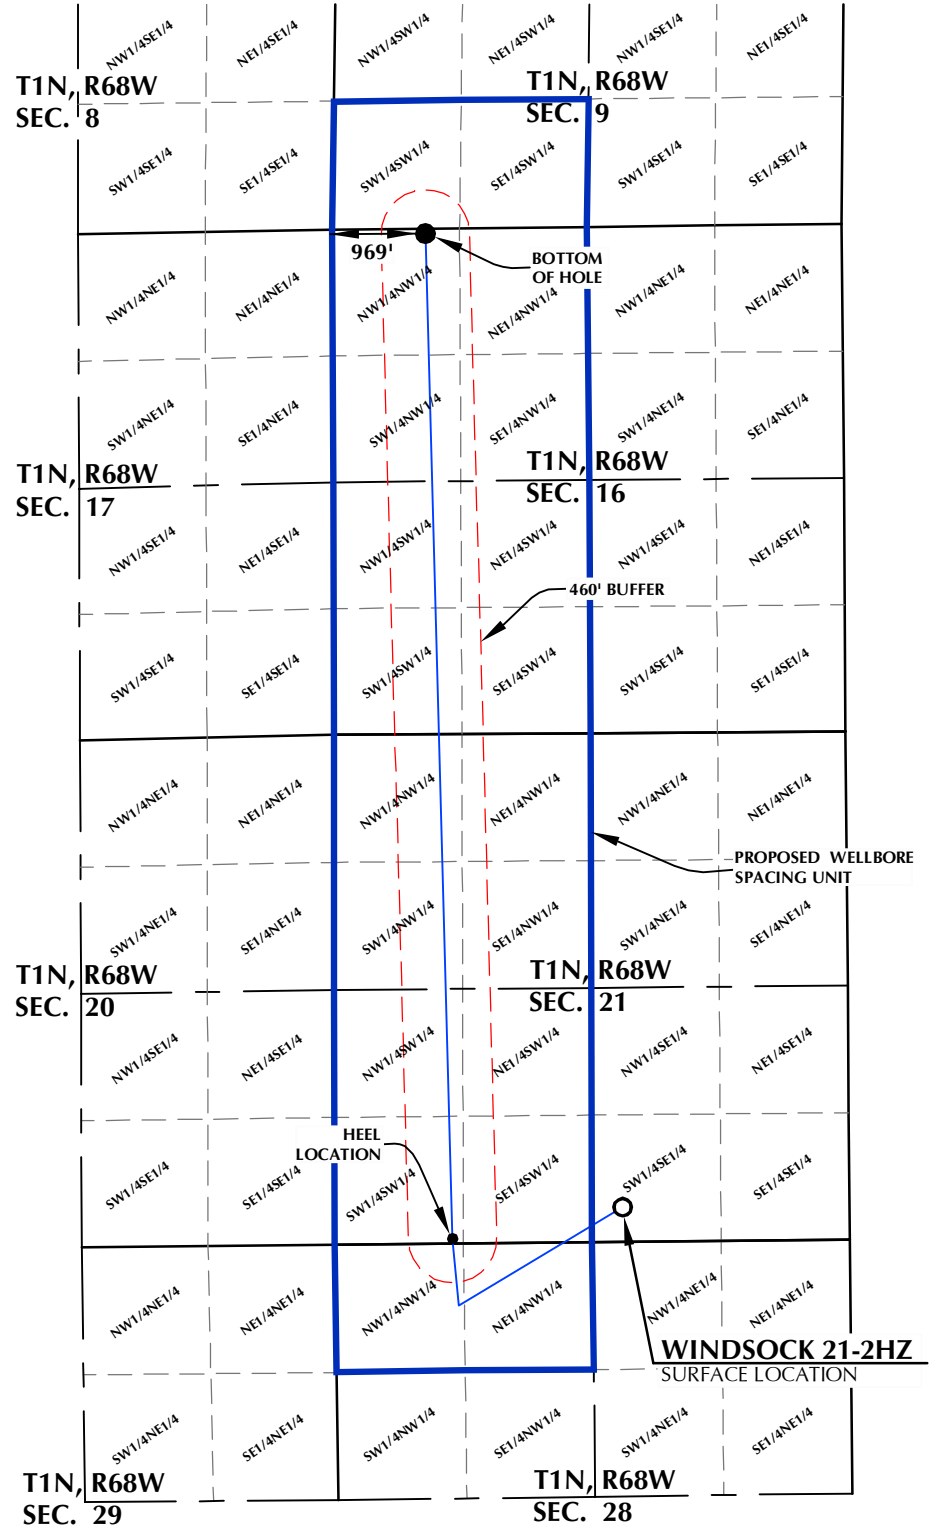 NW1/4SE1/4
NE1/4SE1/4
NW1/4SW1/4
NE1/4SW1/4
NW1/4SE1/4
NE1/4SE1/4
T1N, R68W
SEC. 8
T1N, R68W
SEC. 9
SW1/4SE1/4
SE1/4SE1/4
SW1/4SW1/4
SE1/4SW1/4
SW1/4SE1/4
SE1/4SE1/4
969'
BOTTOM
OF HOLE
NW1/4NE1/4
NE1/4NE1/4
NW1/4NW1/4
NE1/4NW1/4
NW1/4NE1/4
NE1/4NE1/4
SW1/4NE1/4
SE1/4NE1/4
SW1/4NW1/4
SE1/4NW1/4
SW1/4NE1/4
SE1/4NE1/4
T1N, R68W
SEC. 17
T1N, R68W
SEC. 16
NW1/4SE1/4
NE1/4SE1/4
NW1/4SW1/4
NE1/4SW1/4
NW1/4SE1/4
NE1/4SE1/4
460' BUFFER
SW1/4SE1/4
SE1/4SE1/4
SW1/4SW1/4
SE1/4SW1/4
SW1/4SE1/4
SE1/4SE1/4
NW1/4NE1/4
NE1/4NE1/4
NW1/4NW1/4
NE1/4NW1/4
NW1/4NE1/4
NE1/4NE1/4
PROPOSED WELLBORE
SPACING UNIT
SW1/4NE1/4
SE1/4NE1/4
SW1/4NW1/4
SE1/4NW1/4
SW1/4NE1/4
SE1/4NE1/4
T1N, R68W
SEC. 20
T1N, R68W
SEC. 21
NW1/4SE1/4
NE1/4SE1/4
NW1/4SW1/4
NE1/4SW1/4
NW1/4SE1/4
NE1/4SE1/4
HEEL
LOCATION
SW1/4SE1/4
SE1/4SE1/4
SW1/4SW1/4
SE1/4SW1/4
SW1/4SE1/4
SE1/4SE1/4
NW1/4NE1/4
NE1/4NE1/4
NW1/4NW1/4
NE1/4NW1/4
NW1/4NE1/4
NE1/4NE1/4
WINDSOCK 21-2HZ
SURFACE LOCATION
SW1/4NE1/4
SE1/4NE1/4
SW1/4NW1/4
SE1/4NW1/4
SW1/4NE1/4
SE1/4NE1/4
T1N, R68W
SEC. 29
T1N, R68W
SEC. 28